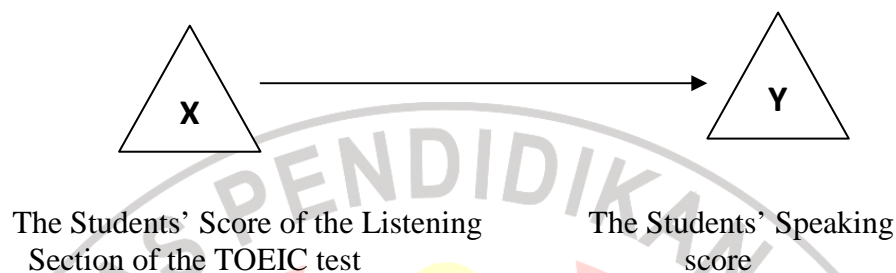 X
Y
S PENDIDIKAN
The Students’ Score of the Listening
Section of the TOEIC test
The Students’ Speaking
score